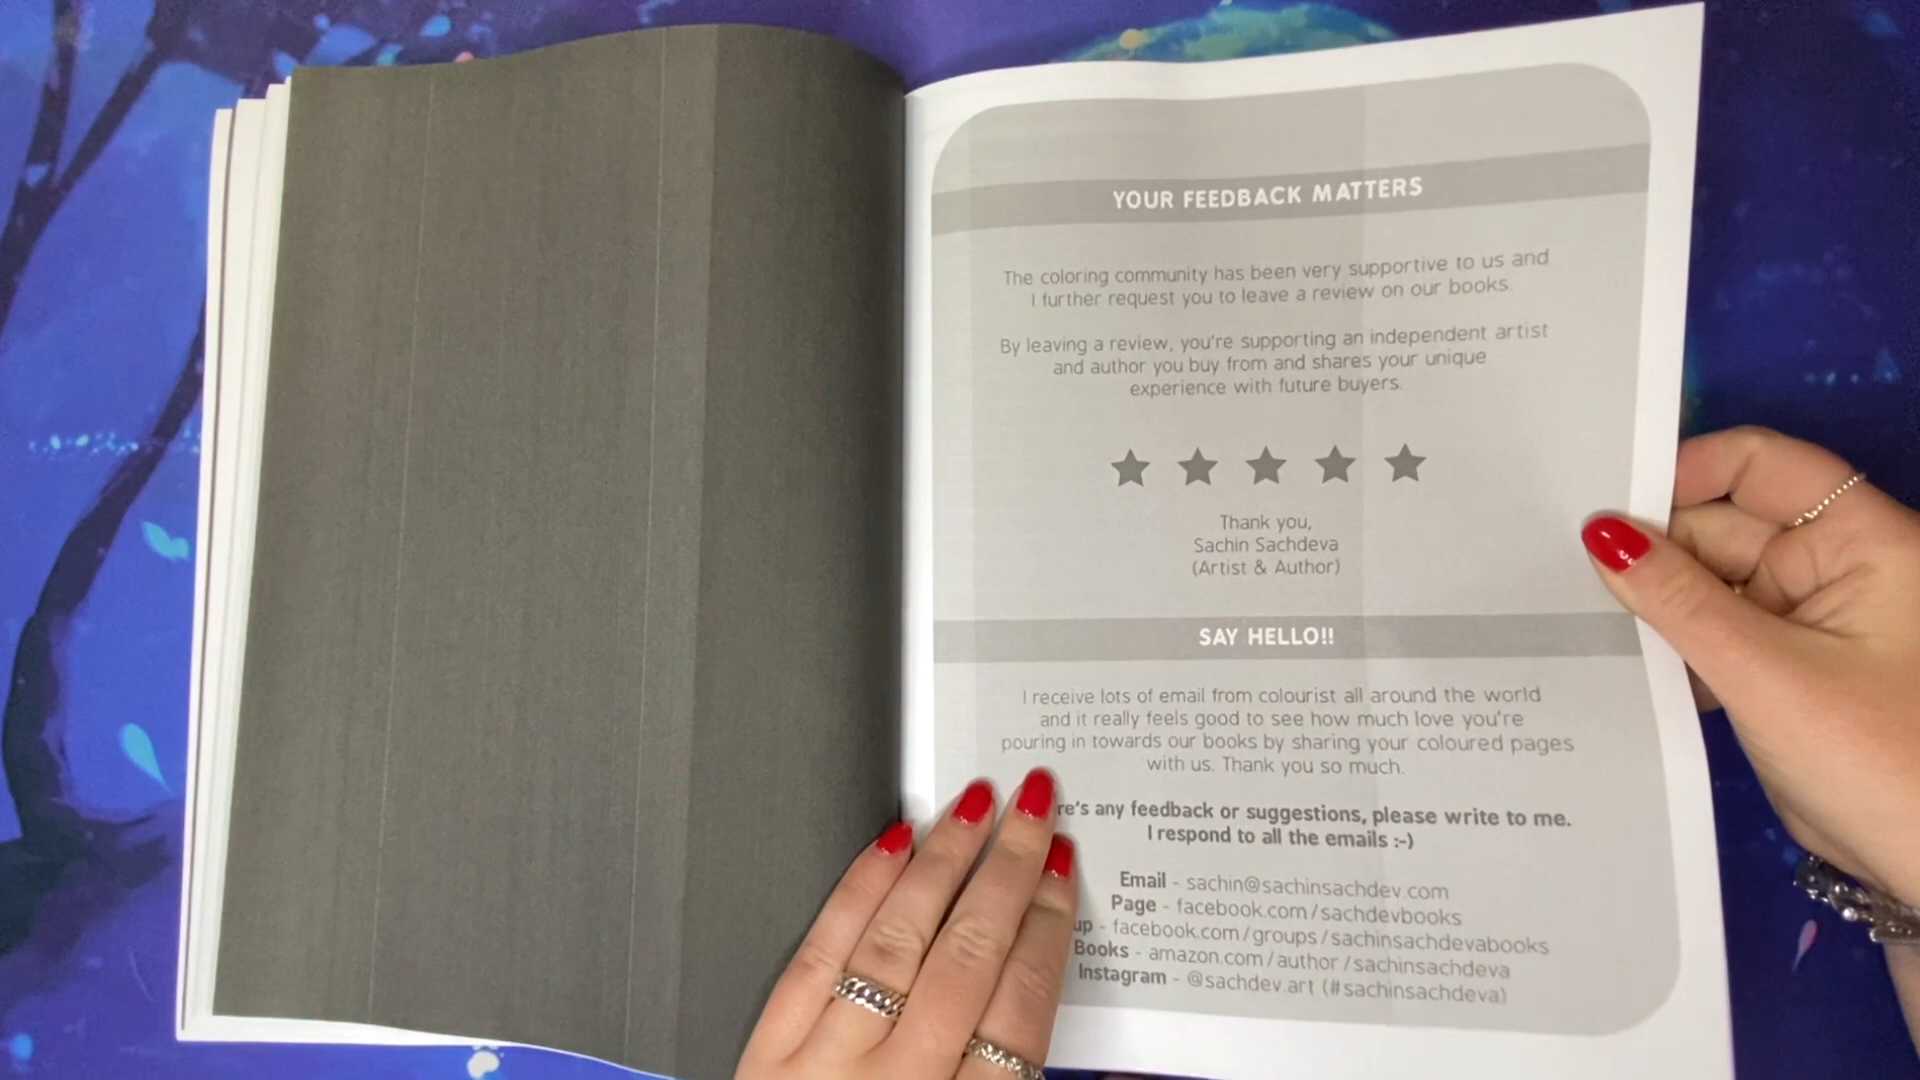 YOUR FEEDBACK MATTERS
The coloring community has been very supportive to us and
I further request you to leave a review on our books.
By leaving a review, you're supporting an independent artist
and author you buy from and shares your unique
experience with future buyers.
Thank you,
Sachin Sachdeva
(Artist & Author)
SAY HELLO!!
I receive lots of email from colourist all around the world
and it really feels good to see how much love you're
pouring in towards our books by sharing your coloured pages
with us. Thank you so much.
any feedback or suggestions, please write to me.
I respond to all the emails :-)
Email - sachin@sachinsachdev.com
Page - facebook.com/sachdevbooks
- facebook.com/groups/sachinsachdevabooks
Books - amazon.com/author/sachinsachdeva
Instagram - @sachdev.art (#sachinsachdeva)